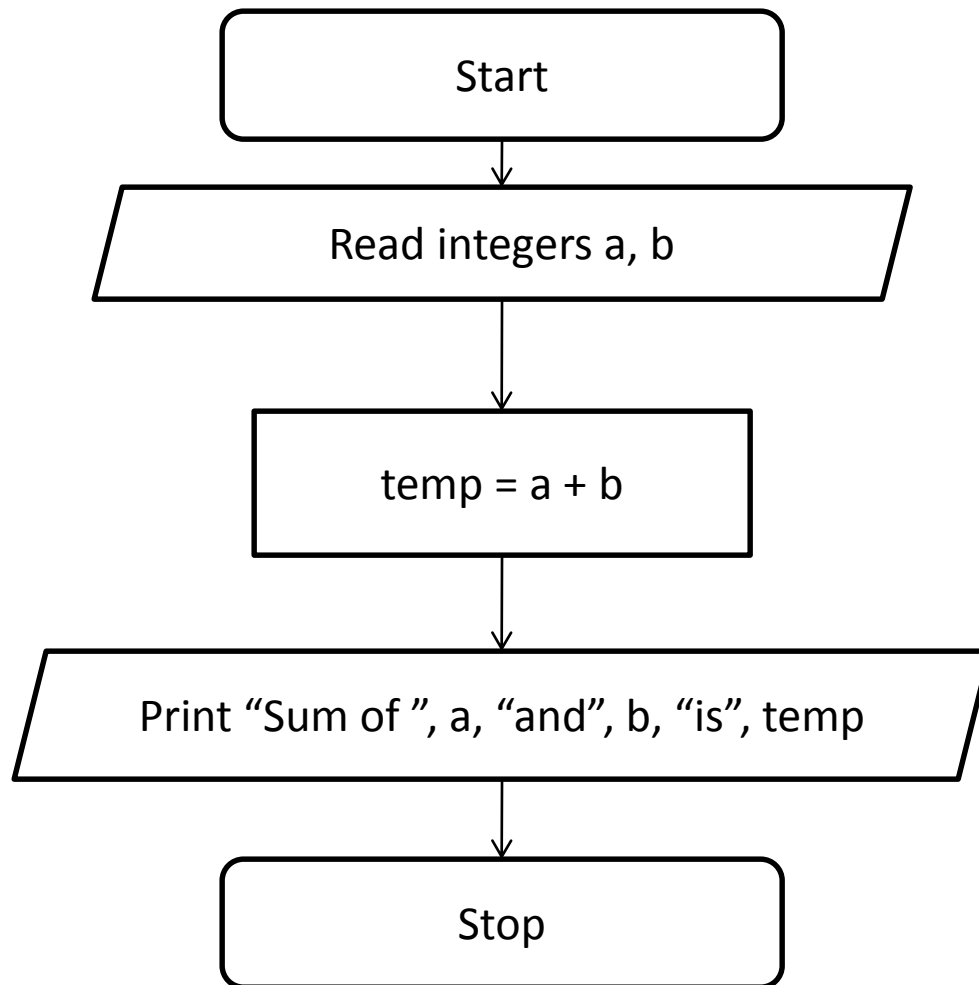 Start
Read integers a, b
temp = a + b
Print “Sum of ”, a, “and”, b, “is”, temp
Stop